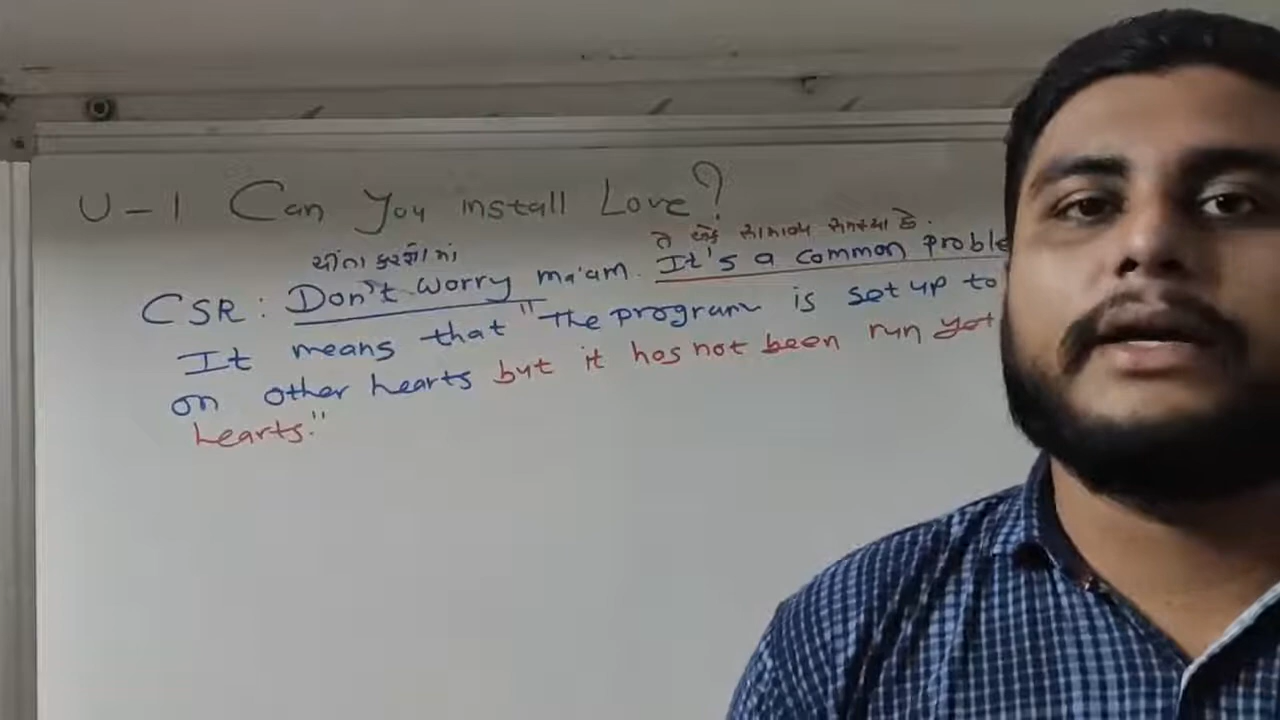 U-1 Can You install Love?
ચીંતા કરશો નાં
તે કોઈ સામાન્ય સમસ્યા છે.
CSR: Don't worry ma'am. It's a common proble
It means that "The program is set up to
on other hearts but it has not been run yet
hearts."